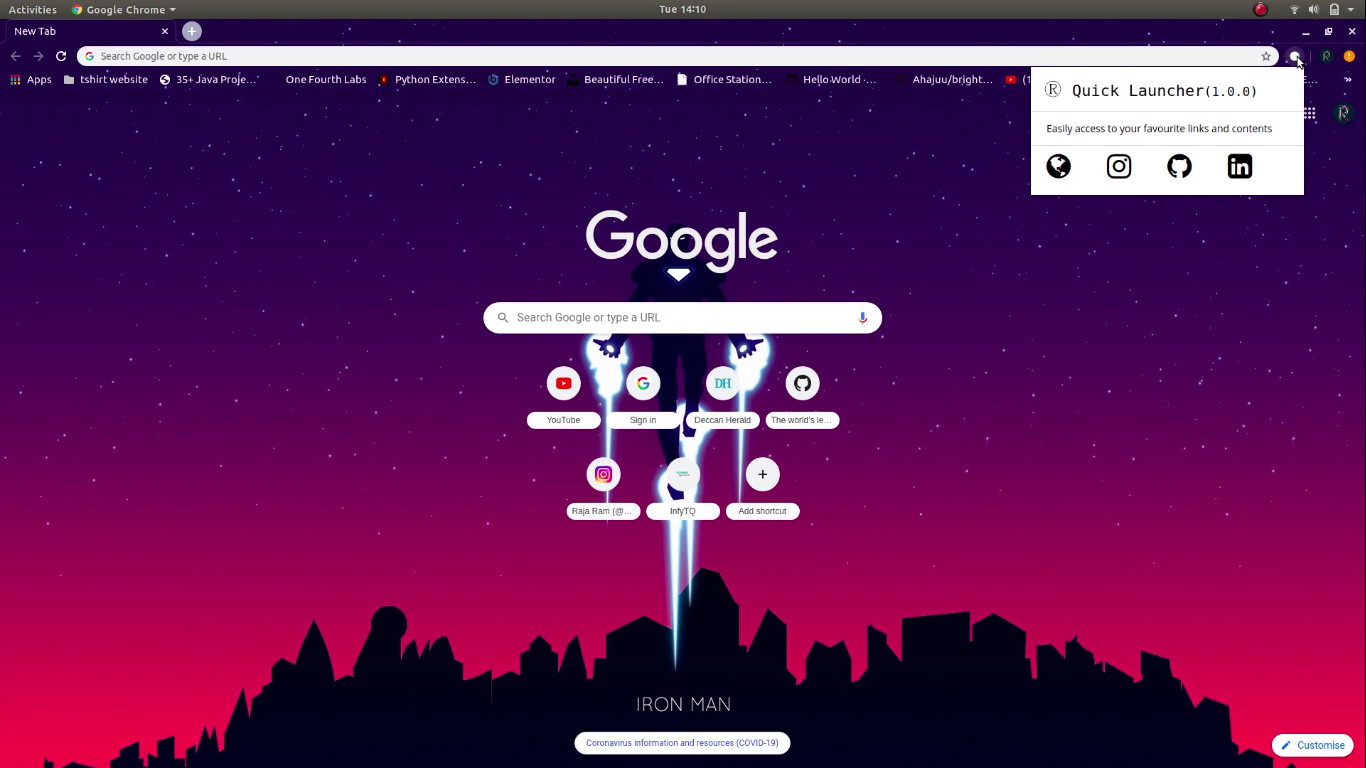 Activities Google Chrome Tue 14:10
New Tab
Search Google or type a URL
Apps tshirt website 35+ Java Proje... One Fourth Labs Python Extens... Elementor Beautiful Free... Office Station... Hello World ·... Ahajuu/bright... (1
R Quick Launcher(1.0.0)
Easily access to your favourite links and contents
in
Google
Search Google or type a URL
DH
YouTube Sign in Deccan Herald The world's le...
Raja Ram (@... InfyTQ Add shortcut
IRON MAN
Coronavirus information and resources (COVID-19)
Customise